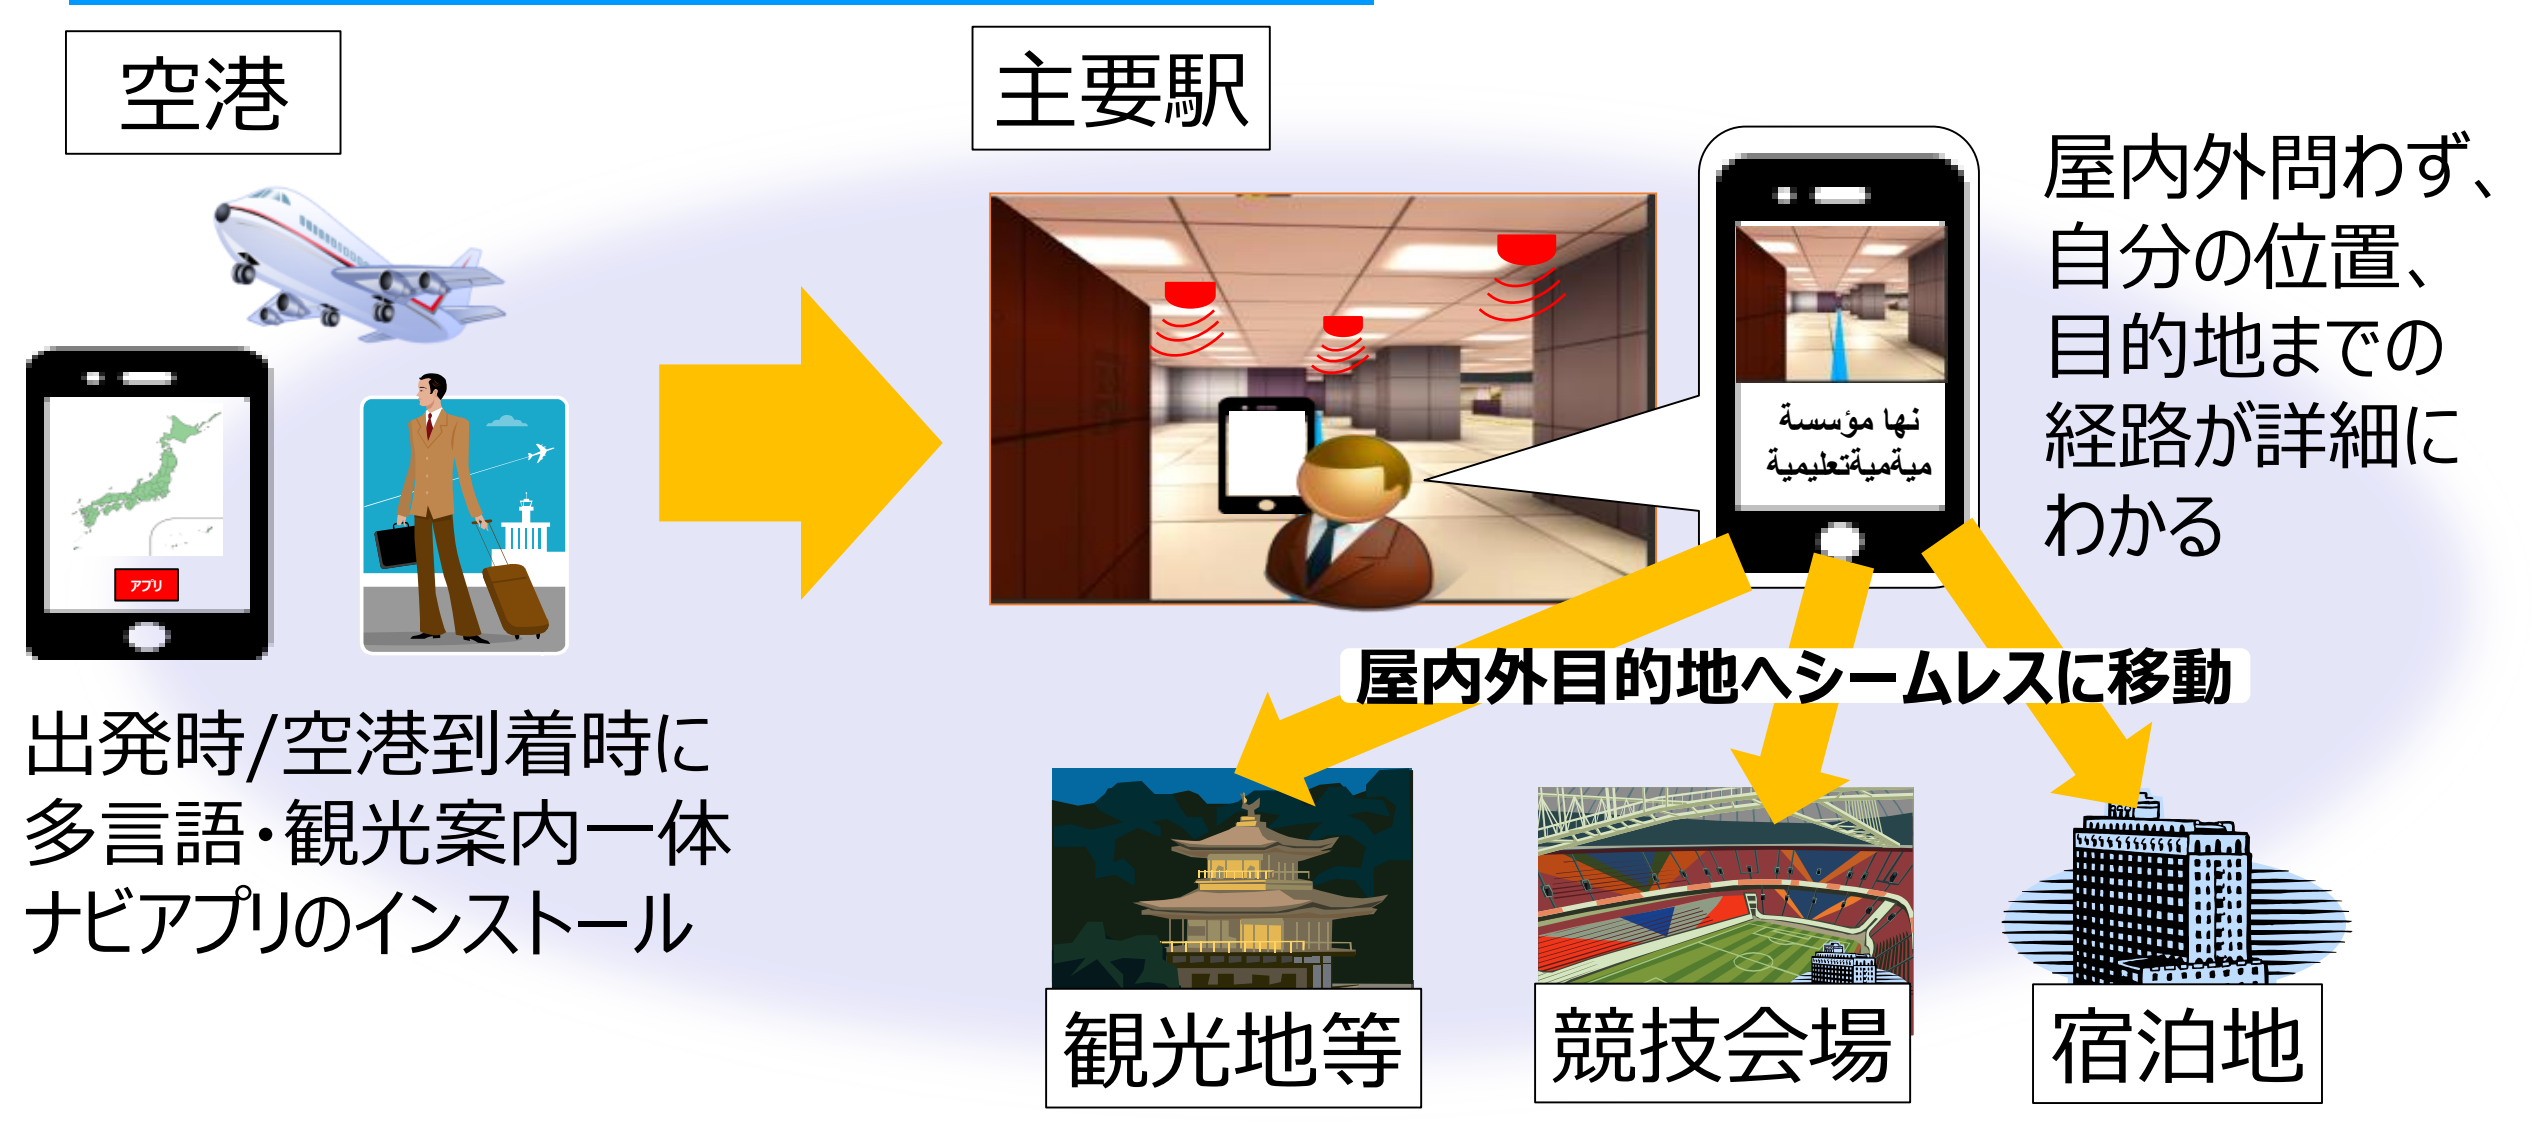 空港
主要駅
屋内外問わず、
自分の位置、
目的地までの
経路が詳細に
わかる
نها مؤسسة
ميةميةتعليمية
アプリ
屋内外目的地へシームレスに移動
出発時/空港到着時に
多言語・観光案内一体
ナビアプリのインストール
観光地等
競技会場
宿泊地